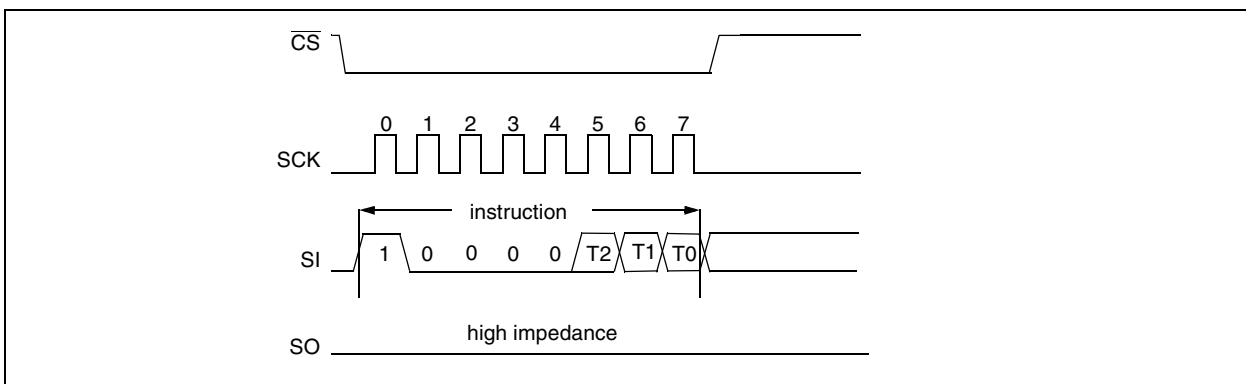 CS
0 1 2 3 4 5 6 7
SCK
instruction
SI 1 0 0 0 0 T2 T1 T0
high impedance
SO